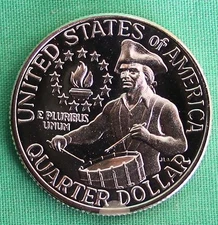 UNITED STATES OF AMERICA
E PLURIBUS
UNUM
QUARTER DOLLAR